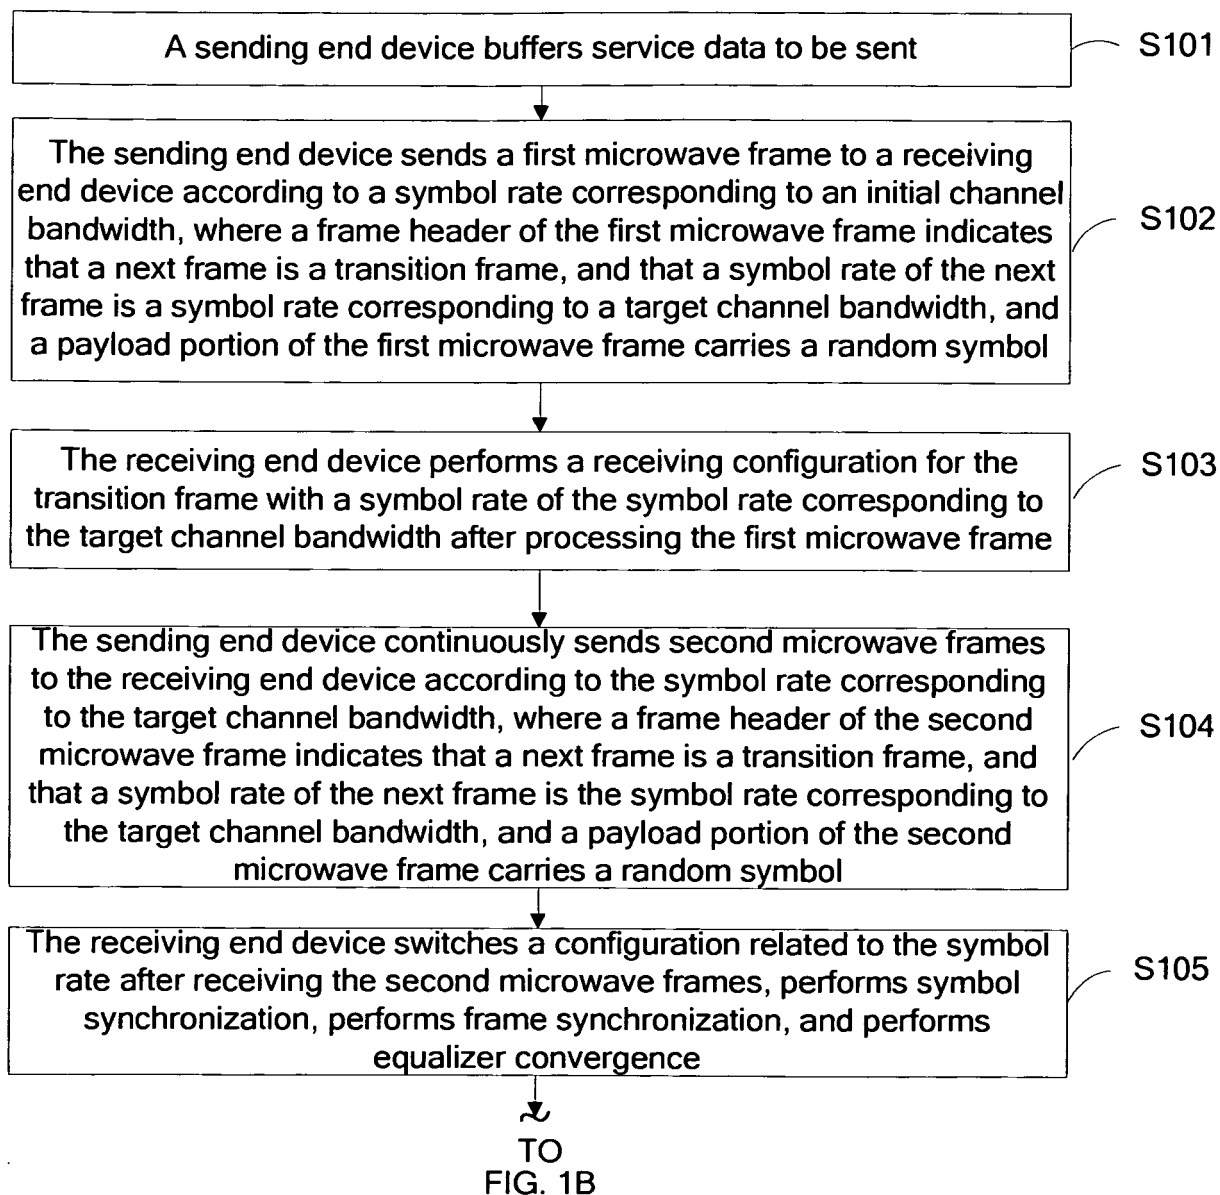 A sending end device buffers service data to be sent
S101
The sending end device sends a first microwave frame to a receiving
end device according to a symbol rate corresponding to an initial channel
bandwidth, where a frame header of the first microwave frame indicates
that a next frame is a transition frame, and that a symbol rate of the next
frame is a symbol rate corresponding to a target channel bandwidth, and
a payload portion of the first microwave frame carries a random symbol
S102
The receiving end device performs a receiving configuration for the
transition frame with a symbol rate of the symbol rate corresponding to
the target channel bandwidth after processing the first microwave frame
S103
The sending end device continuously sends second microwave frames
to the receiving end device according to the symbol rate corresponding
to the target channel bandwidth, where a frame header of the second
microwave frame indicates that a next frame is a transition frame, and
that a symbol rate of the next frame is the symbol rate corresponding to
the target channel bandwidth, and a payload portion of the second
microwave frame carries a random symbol
S104
The receiving end device switches a configuration related to the symbol
rate after receiving the second microwave frames, performs symbol
synchronization, performs frame synchronization, and performs
equalizer convergence
S105
TO
FIG. 1B